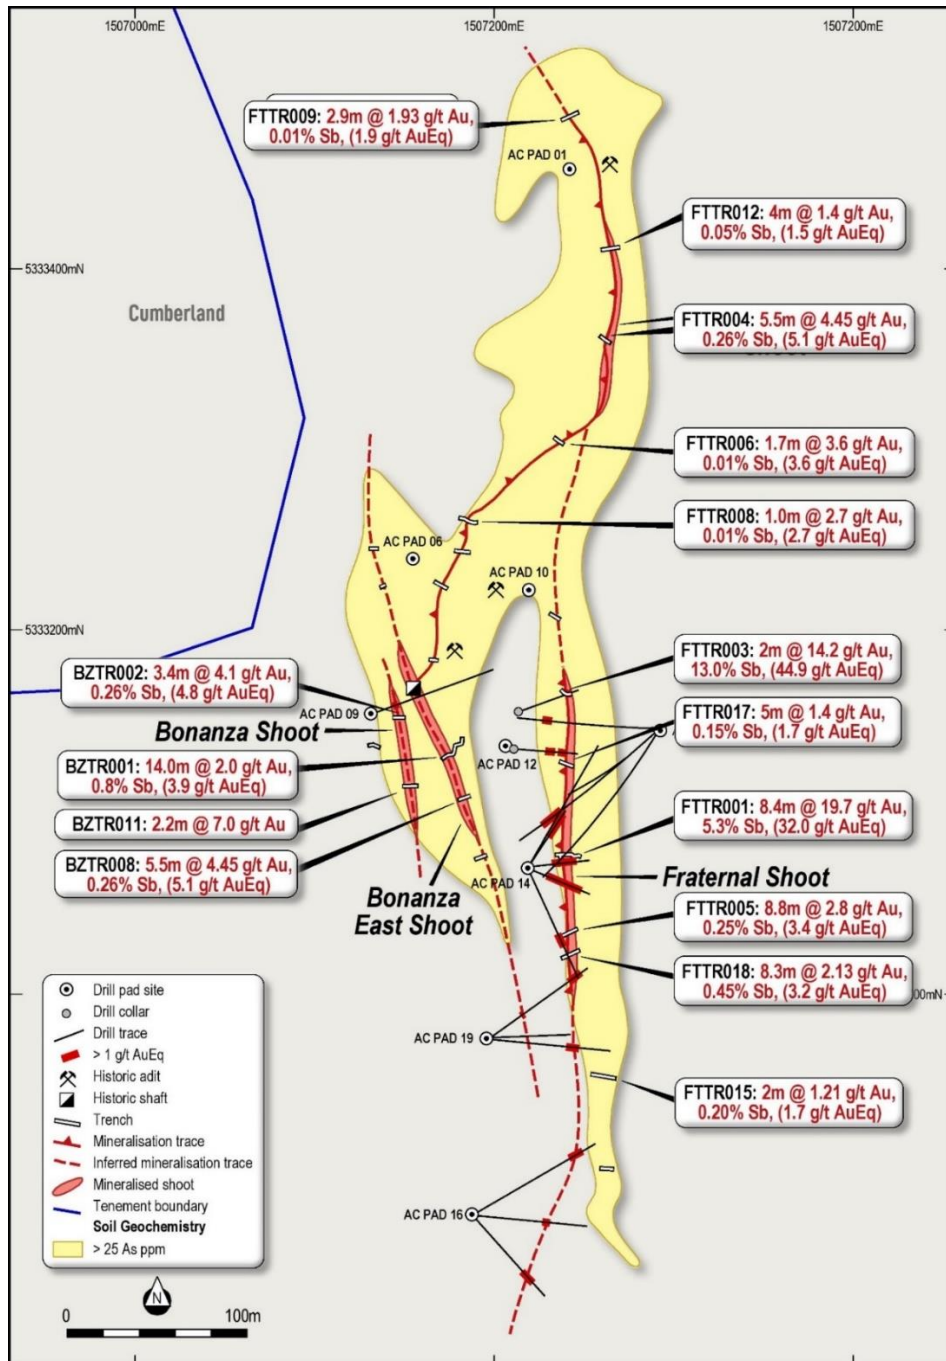 1507000mE
1507200mE
1507200mE
FTTR009: 2.9m @ 1.93 g/t Au,
0.01% Sb, (1.9 g/t AuEq)
AC PAD 01
FTTR012: 4m @ 1.4 g/t Au,
0.05% Sb, (1.5 g/t AuEq)
5333400mN
Cumberland
FTTR004: 5.5m @ 4.45 g/t Au,
0.26% Sb, (5.1 g/t AuEq)
FTTR006: 1.7m @ 3.6 g/t Au,
0.01% Sb, (3.6 g/t AuEq)
FTTR008: 1.0m @ 2.7 g/t Au,
0.01% Sb, (2.7 g/t AuEq)
AC PAD 06
AC PAD 10
5333200mN
FTTR003: 2m @ 14.2 g/t Au,
13.0% Sb, (44.9 g/t AuEq)
BZTR002: 3.4m @ 4.1 g/t Au,
0.26% Sb, (4.8 g/t AuEq)
AC PAD 09
FTTR017: 5m @ 1.4 g/t Au,
0.15% Sb, (1.7 g/t AuEq)
Bonanza Shoot
AC PAD 12
BZTR001: 14.0m @ 2.0 g/t Au,
0.8% Sb, (3.9 g/t AuEq)
FTTR001: 8.4m @ 19.7 g/t Au,
5.3% Sb, (32.0 g/t AuEq)
BZTR011: 2.2m @ 7.0 g/t Au
BZTR008: 5.5m @ 4.45 g/t Au,
0.26% Sb, (5.1 g/t AuEq)
AC PAD 14
Fraternal Shoot
Bonanza
East Shoot
FTTR005: 8.8m @ 2.8 g/t Au,
0.25% Sb, (3.4 g/t AuEq)
FTTR018: 8.3m @ 2.13 g/t Au,
0.45% Sb, (3.2 g/t AuEq)
00mN
AC PAD 19
FTTR015: 2m @ 1.21 g/t Au,
0.20% Sb, (1.7 g/t AuEq)
AC PAD 16
Drill pad site
Drill collar
Drill trace
> 1 g/t AuEq
Historic adit
Historic shaft
Trench
Mineralisation trace
Inferred mineralisation trace
Mineralised shoot
Tenement boundary
Soil Geochemistry
> 25 As ppm
N
0 100m